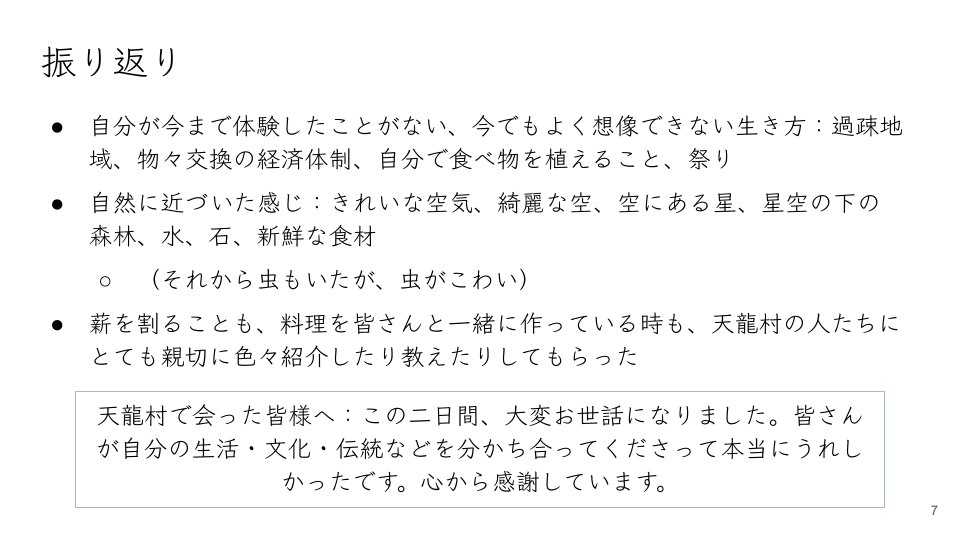 振り返り
● 自分が今まで体験したことがない、今でもよく想像できない生き方：過疎地
域、物々交換の経済体制、自分で食べ物を植えること、祭り
● 自然に近づいた感じ：きれいな空気、綺麗な空、空にある星、星空の下の
森林、水、石、新鮮な食材
○ （それから虫もいたが、虫がこわい）
● 薪を割ることも、料理を皆さんと一緒に作っている時も、天龍村の人たちに
とても親切に色々紹介したり教えたりしてもらった
天龍村で会った皆様へ：この二日間、大変お世話になりました。皆さん
が自分の生活・文化・伝統などを分かち合ってくださって本当にうれし
かったです。心から感謝しています。
7